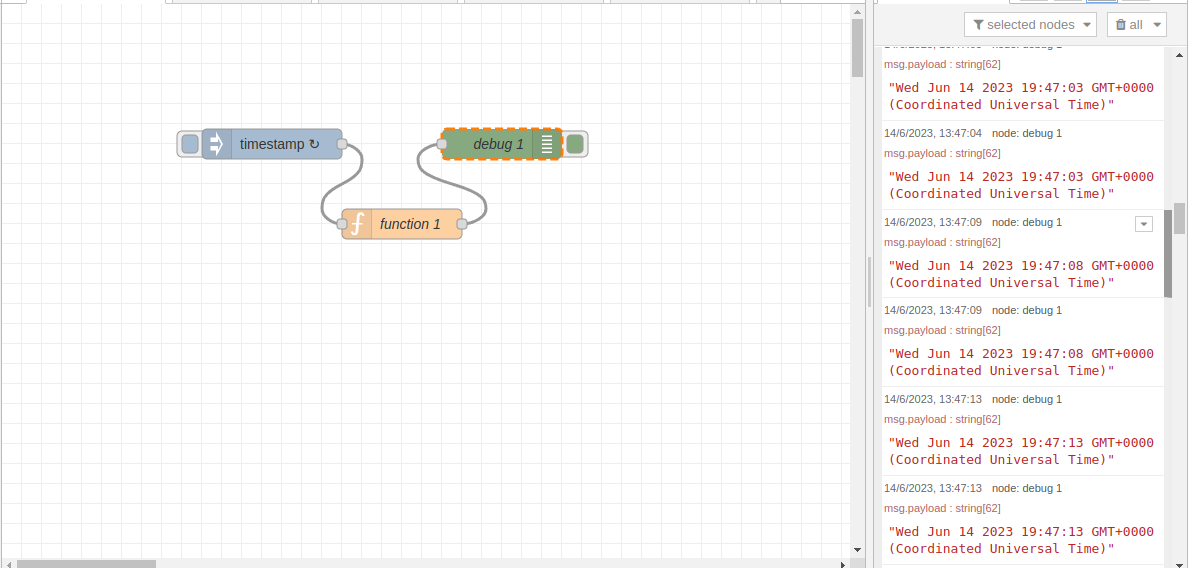 selected nodes
all
timestamp ↻
debug 1
function 1
node: debug 1
msg.payload : string[62]
"Wed Jun 14 2023 19:47:03 GMT+0000
(Coordinated Universal Time)"
14/6/2023, 13:47:04 node: debug 1
msg.payload : string[62]
"Wed Jun 14 2023 19:47:03 GMT+0000
(Coordinated Universal Time)"
14/6/2023, 13:47:09 node: debug 1
msg.payload : string[62]
"Wed Jun 14 2023 19:47:08 GMT+0000
(Coordinated Universal Time)"
14/6/2023, 13:47:09 node: debug 1
msg.payload : string[62]
"Wed Jun 14 2023 19:47:08 GMT+0000
(Coordinated Universal Time)"
14/6/2023, 13:47:13 node: debug 1
msg.payload : string[62]
"Wed Jun 14 2023 19:47:13 GMT+0000
(Coordinated Universal Time)"
14/6/2023, 13:47:13 node: debug 1
msg.payload : string[62]
"Wed Jun 14 2023 19:47:13 GMT+0000
(Coordinated Universal Time)"